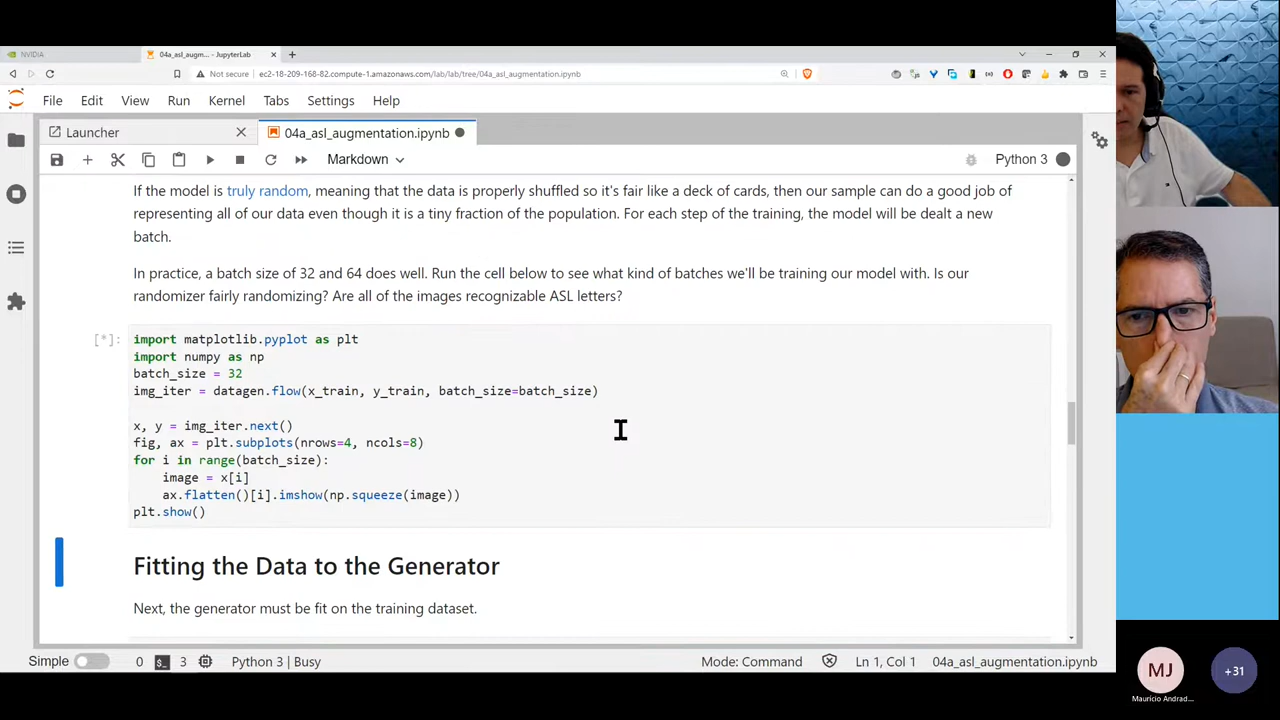 NVIDIA
04a_asl_augm... - JupyterLab
Not secure
ec2-18-209-168-82.compute-1.amazonaws.com/lab/lab/tree/04a_asl_augmentation.ipynb
File Edit View Run Kernel Tabs Settings Help
Launcher
04a_asl_augmentation.ipynb
Markdown
Python 3
If the model is truly random, meaning that the data is properly shuffled so it's fair like a deck of cards, then our sample can do a good job of
representing all of our data even though it is a tiny fraction of the population. For each step of the training, the model will be dealt a new
batch.
In practice, a batch size of 32 and 64 does well. Run the cell below to see what kind of batches we'll be training our model with. Is our
randomizer fairly randomizing? Are all of the images recognizable ASL letters?
[*]:
import matplotlib.pyplot as plt
import numpy as np
batch_size = 32
img_iter = datagen.flow(x_train, y_train, batch_size=batch_size)
x, y = img_iter.next()
fig, ax = plt.subplots(nrows=4, ncols=8)
for i in range(batch_size):
    image = x[i]
    ax.flatten()[i].imshow(np.squeeze(image))
plt.show()
Fitting the Data to the Generator
Next, the generator must be fit on the training dataset.
Simple
0
3
Python 3 | Busy
Mode: Command
Ln 1, Col 1
04a_asl_augmentation.ipynb
MJ
Maurício Andrad...
+31